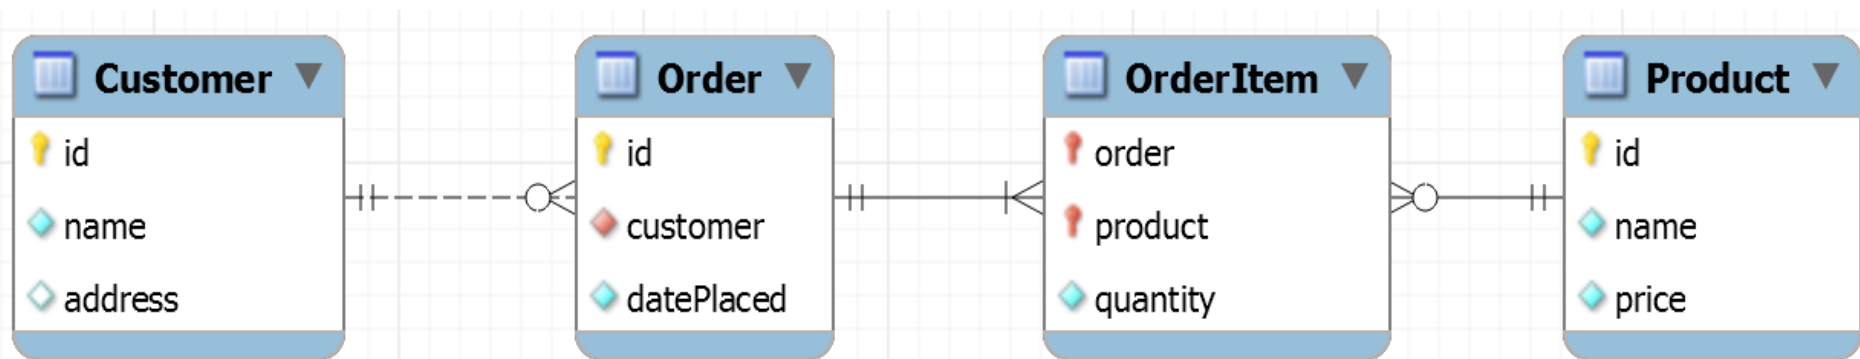 Customer
id
name
address
Order
id
customer
datePlaced
OrderItem
order
product
quantity
Product
id
name
price